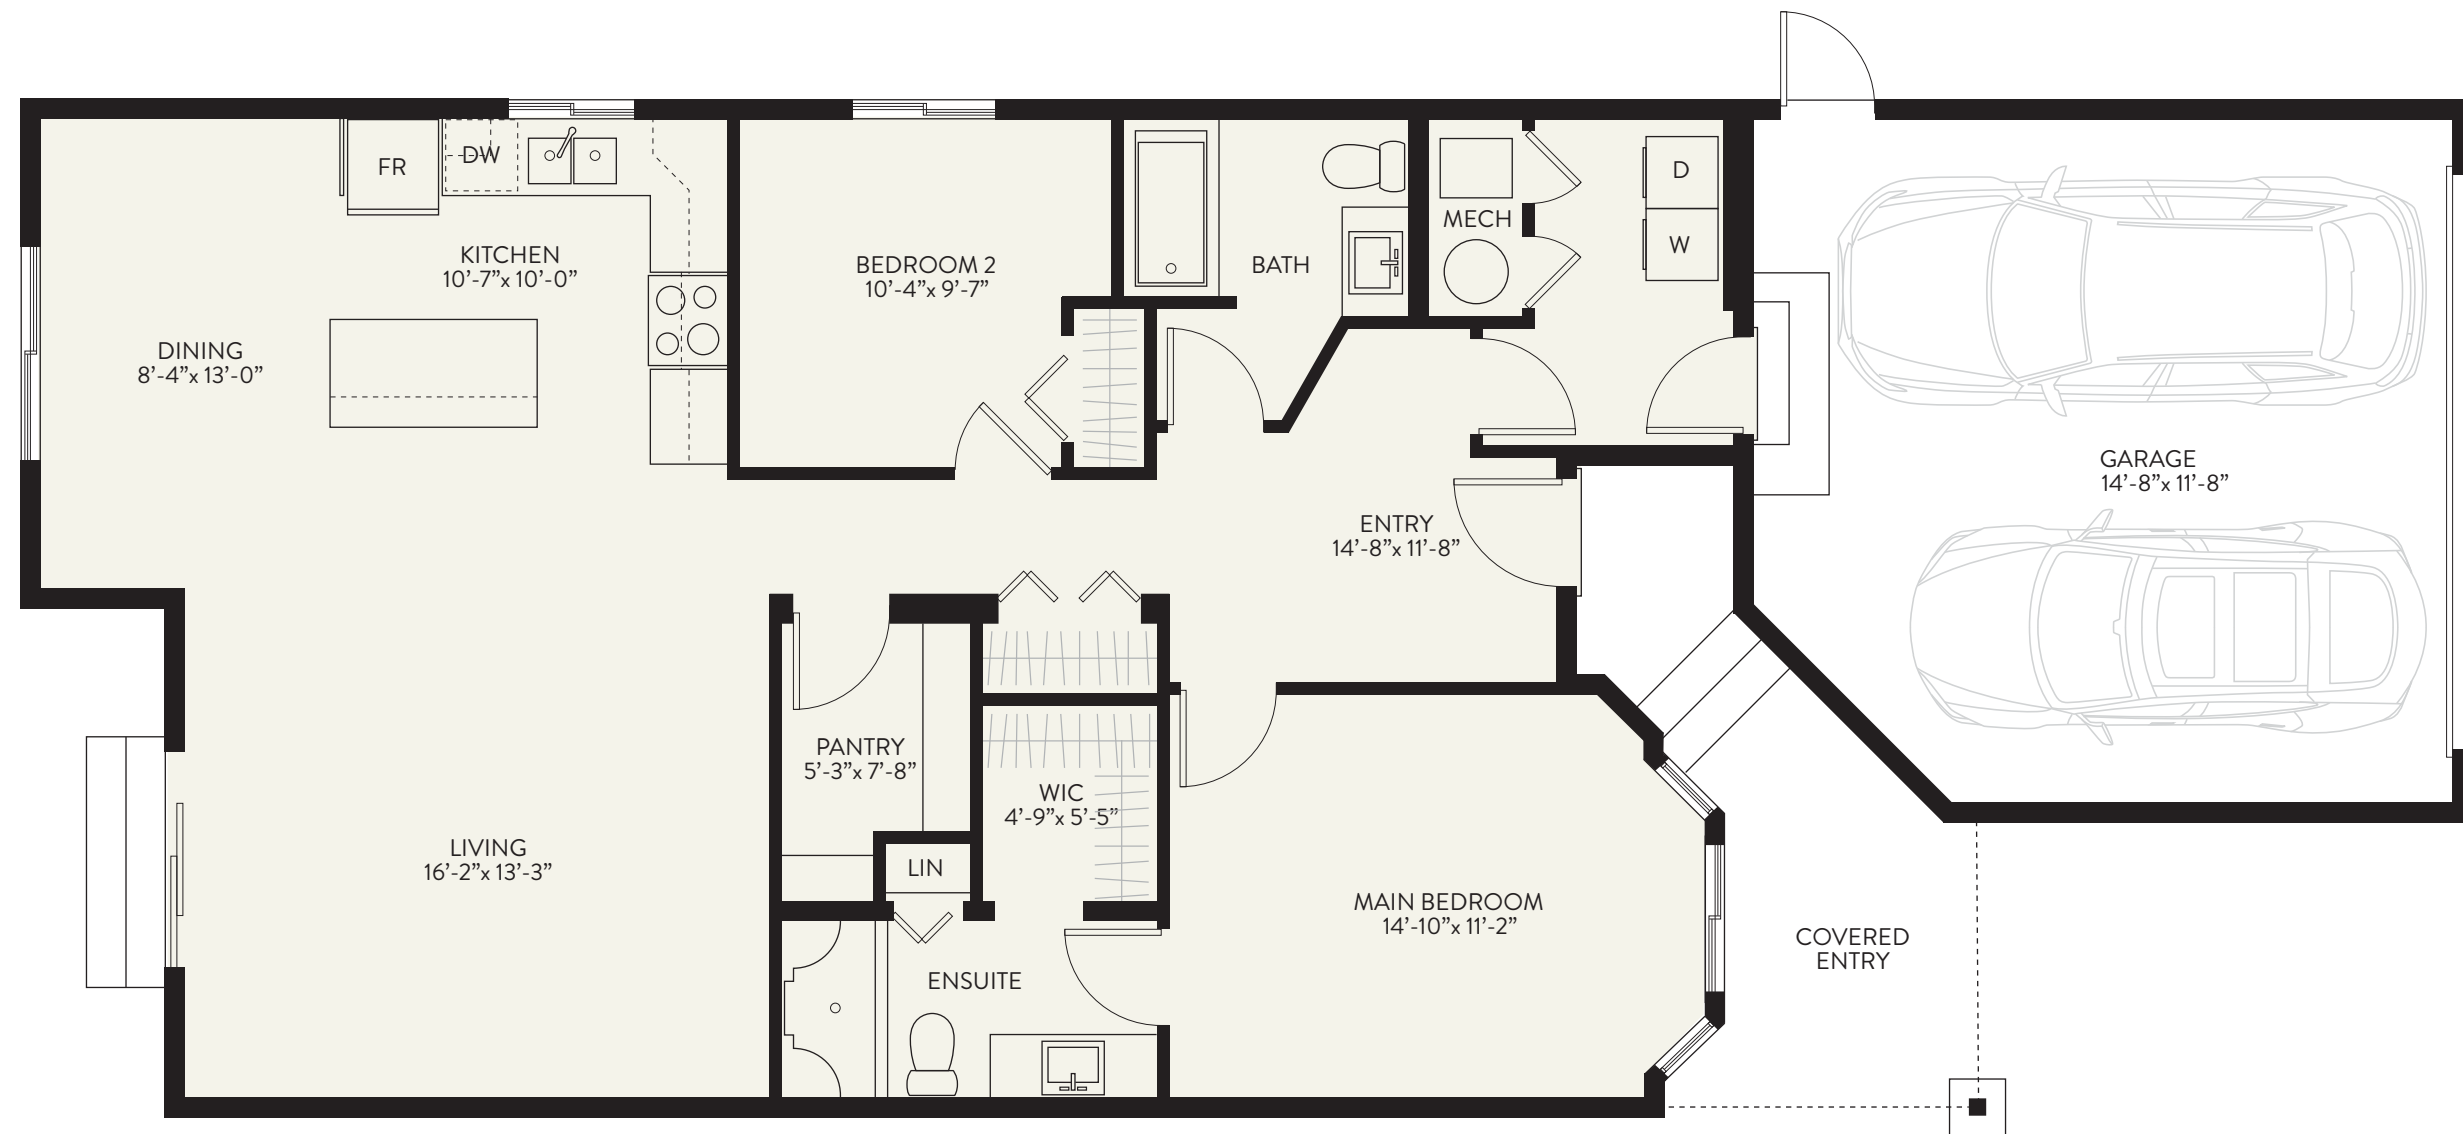 FR
DW
KITCHEN
10'-7”x 10'-0”
DINING
8'-4”x 13'-0”
BEDROOM 2
10'-4”x 9'-7”
BATH
MECH
D
W
GARAGE
14'-8”x 11'-8”
ENTRY
14'-8”x 11'-8”
PANTRY
5'-3”x 7'-8”
WIC
4'-9”x 5'-5”
LIVING
16'-2”x 13'-3”
LIN
ENSUITE
MAIN BEDROOM
14'-10”x 11'-2”
COVERED
ENTRY